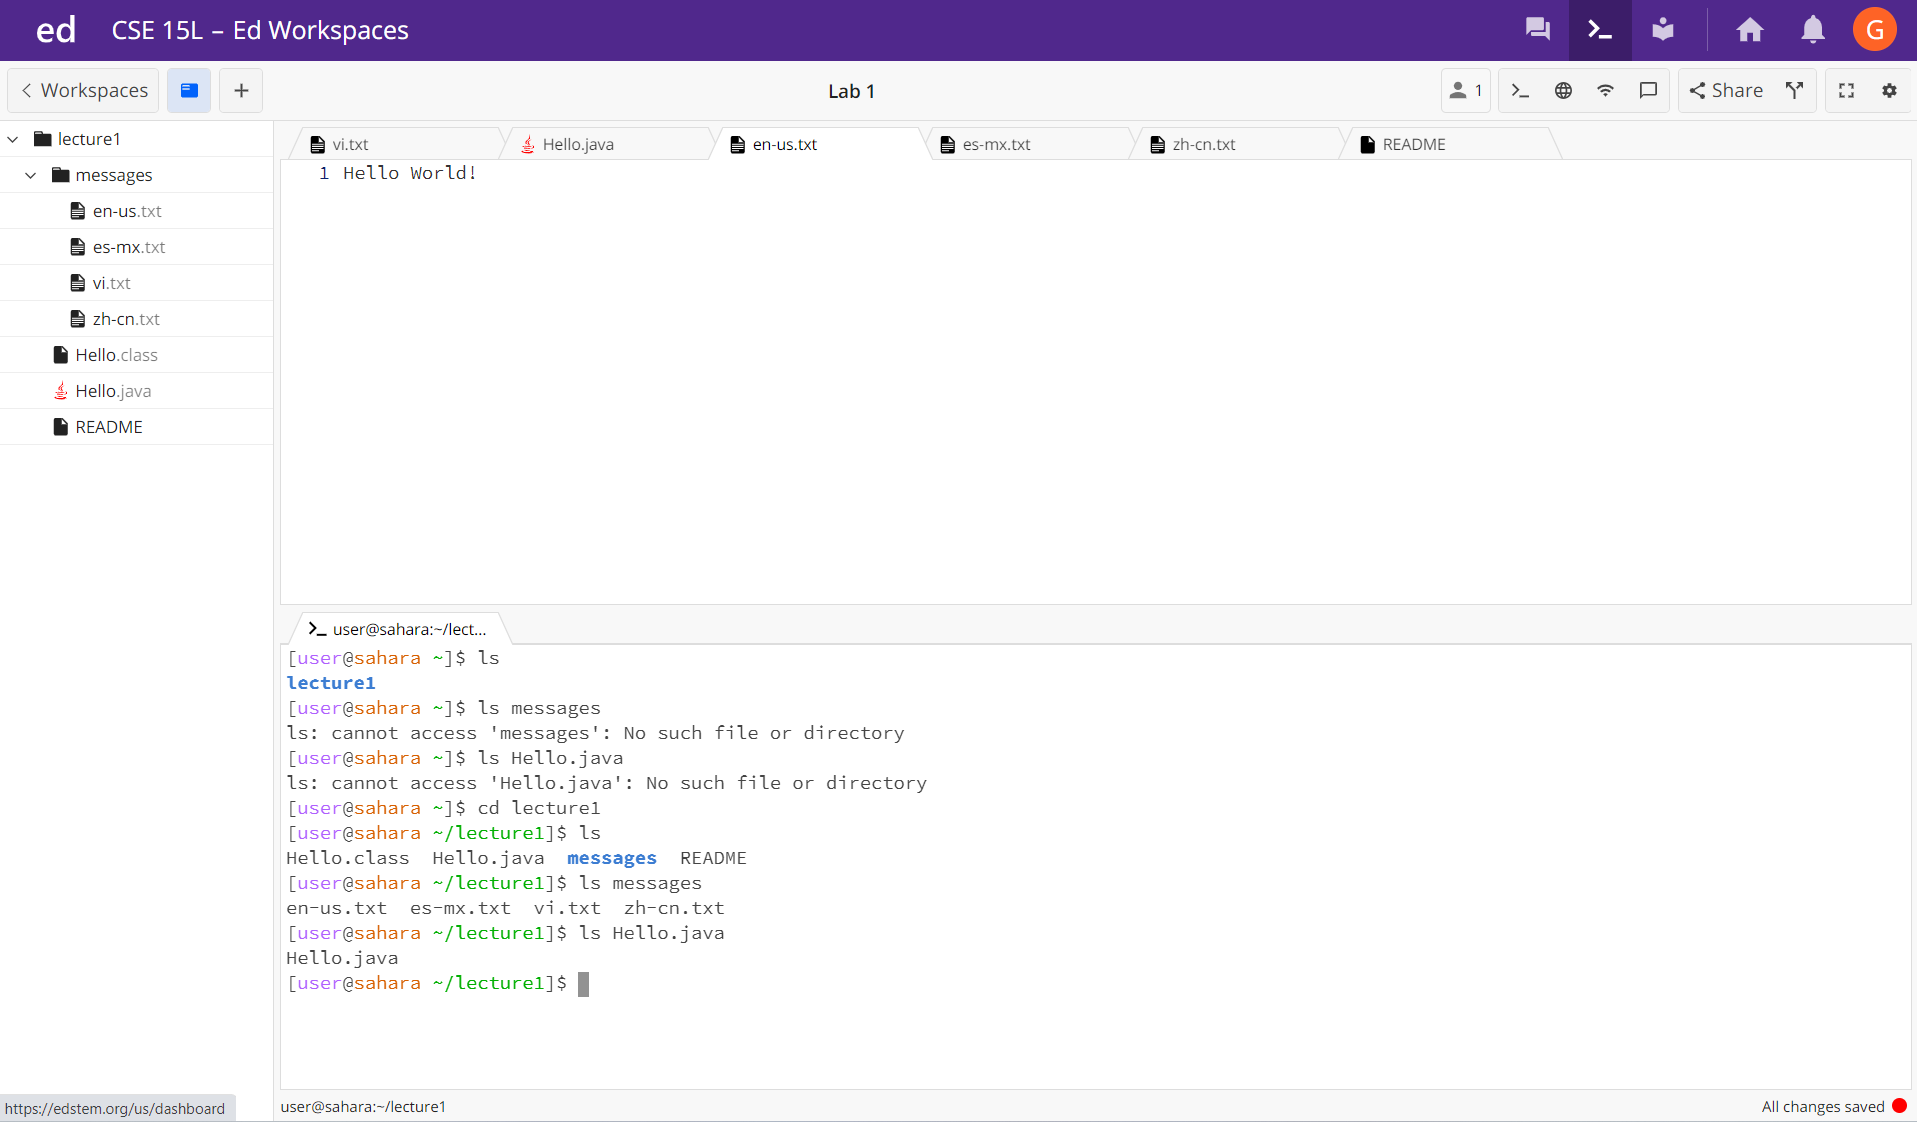 ed CSE 15L – Ed Workspaces G
Workspaces + Lab 1 1 Share
lecture1
messages
en-us.txt
es-mx.txt
vi.txt
zh-cn.txt
Hello.class
Hello.java
README
vi.txt Hello.java en-us.txt es-mx.txt zh-cn.txt README
1 Hello World!
user@sahara:~/lect...
[user@sahara ~]$ ls
lecture1
[user@sahara ~]$ ls messages
ls: cannot access 'messages': No such file or directory
[user@sahara ~]$ ls Hello.java
ls: cannot access 'Hello.java': No such file or directory
[user@sahara ~]$ cd lecture1
[user@sahara ~/lecture1]$ ls
Hello.class Hello.java messages README
[user@sahara ~/lecture1]$ ls messages
en-us.txt es-mx.txt vi.txt zh-cn.txt
[user@sahara ~/lecture1]$ ls Hello.java
Hello.java
[user@sahara ~/lecture1]$
https://edstem.org/us/dashboard user@sahara:~/lecture1 All changes saved